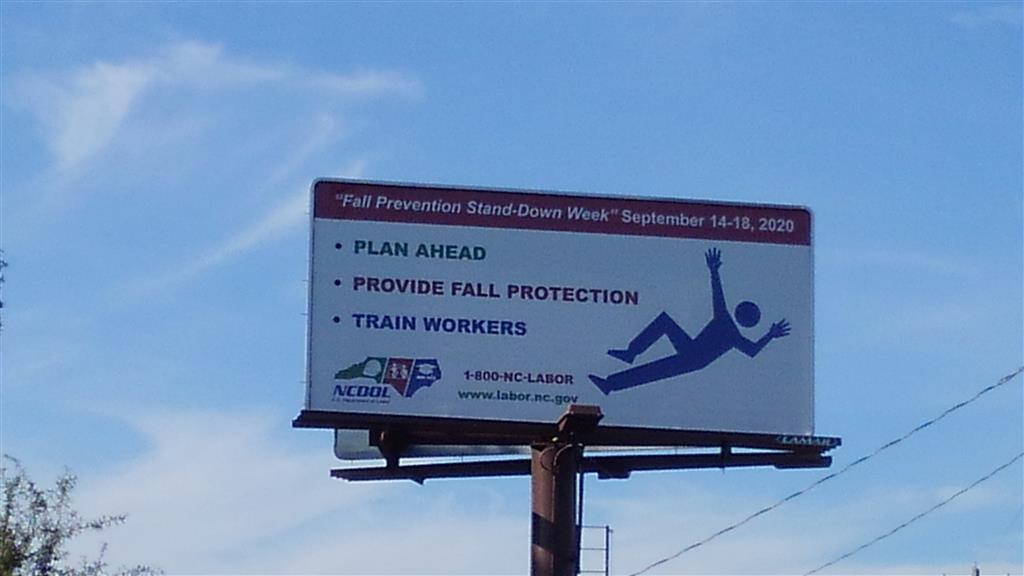 "Fall Prevention Stand-Down Week" September 14-18, 2020
• PLAN AHEAD
• PROVIDE FALL PROTECTION
• TRAIN WORKERS
NCDOL
1-800-NC-LABOR
www.labor.nc.gov
LAMAR